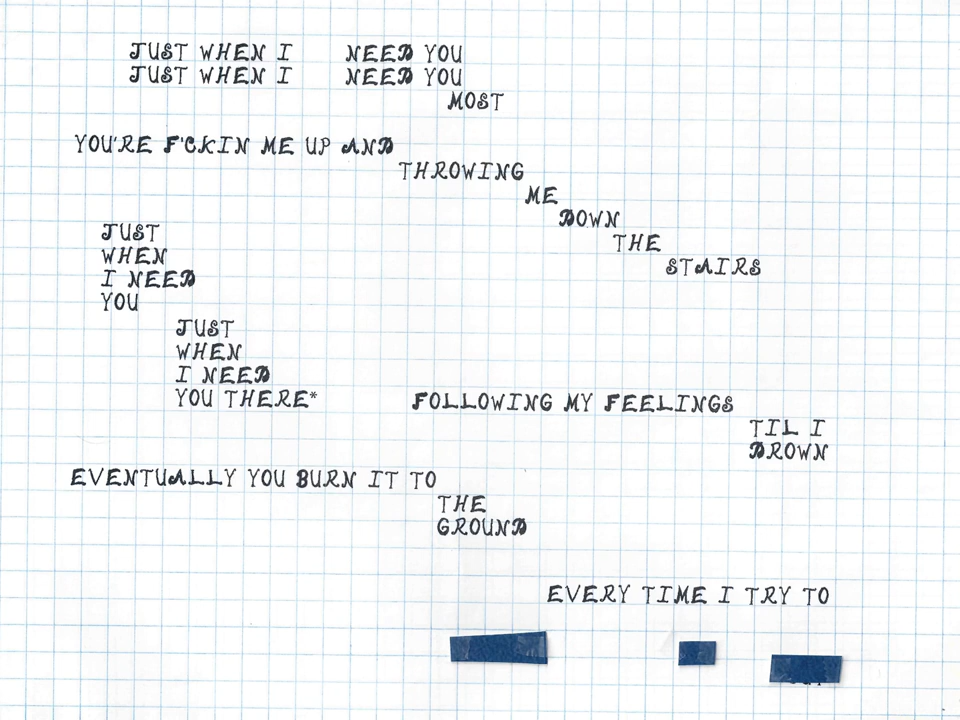 JUST WHEN I NEED YOU
JUST WHEN I NEED YOU
MOST
YOU'RE F'CKIN ME UP AND
THROWING
ME
DOWN
THE
STAIRS
JUST
WHEN
I NEED
YOU
JUST
WHEN
I NEED
YOU THERE*
FOLLOWING MY FEELINGS
TIL I
DROWN
EVENTUALLY YOU BURN IT TO
THE
GROUND
EVERY TIME I TRY TO